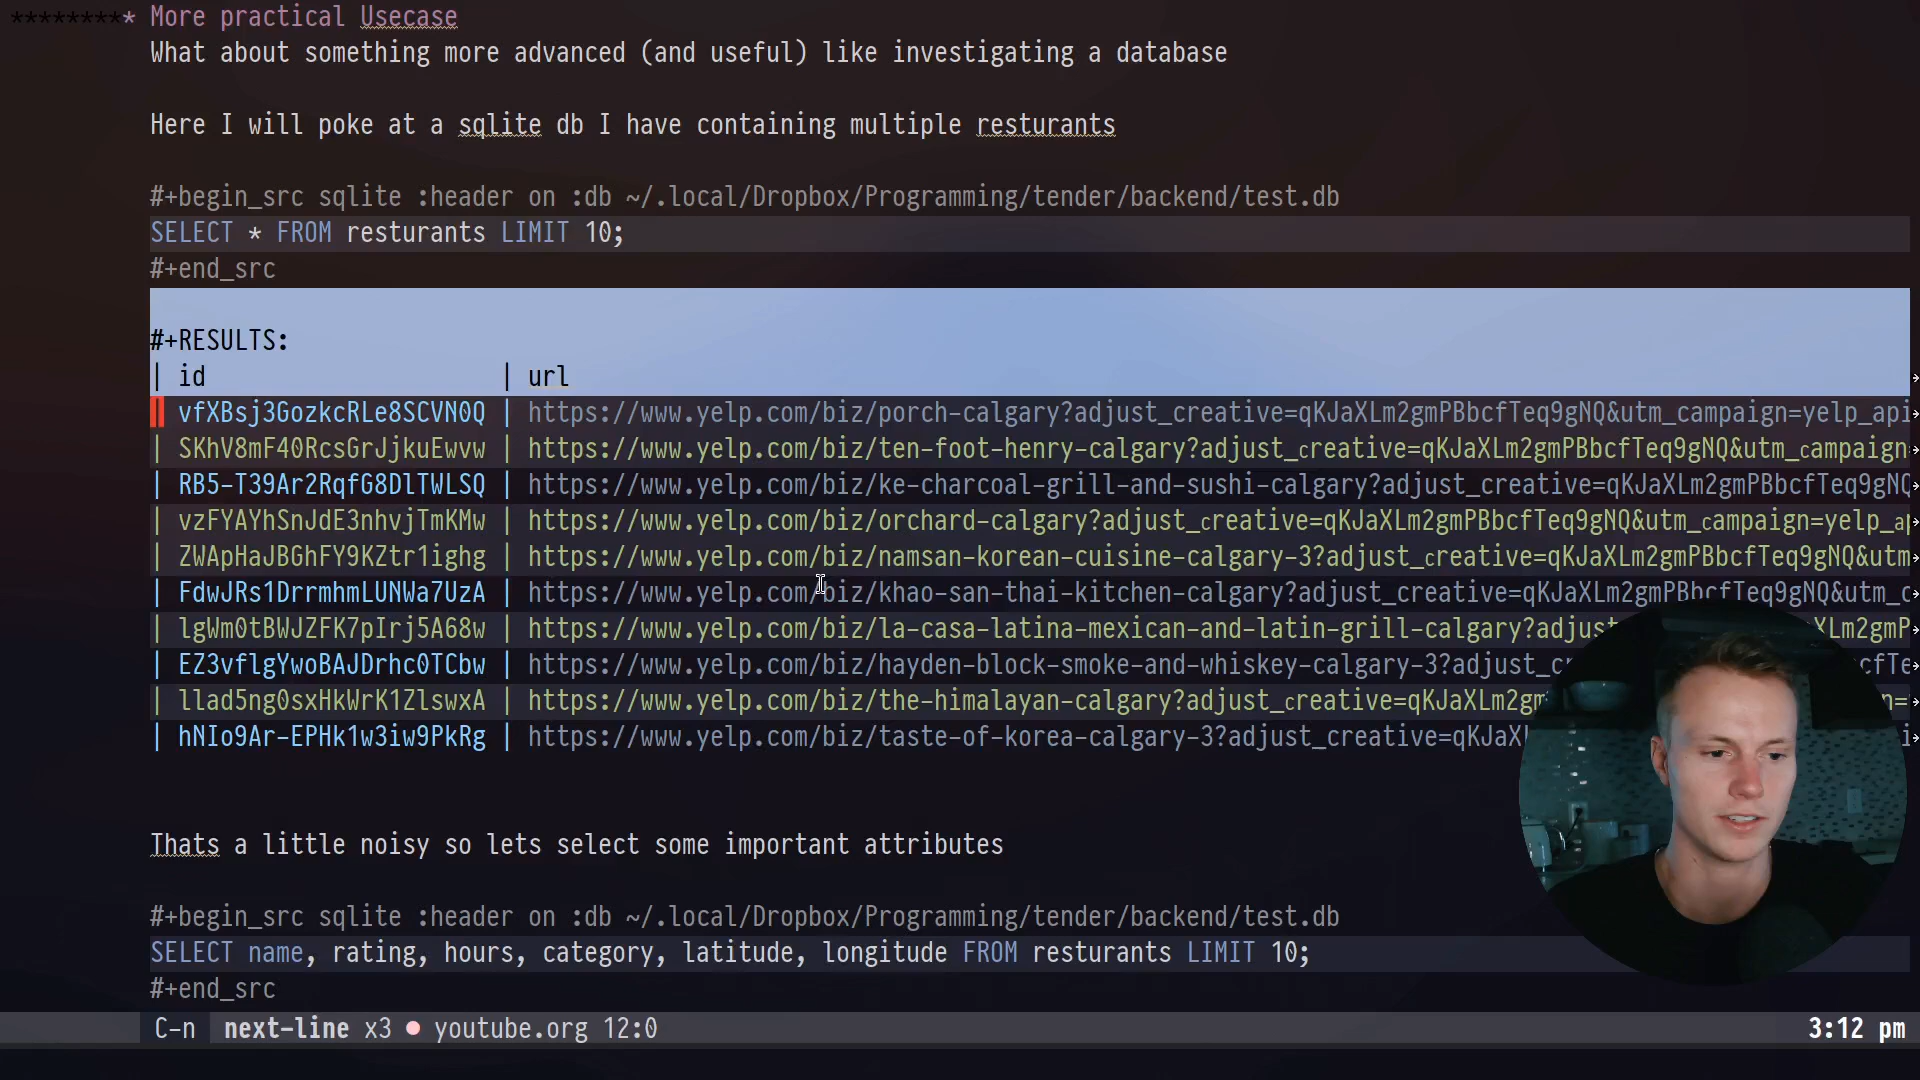 ********* More practical Usecase
What about something more advanced (and useful) like investigating a database
Here I will poke at a sqlite db I have containing multiple resturants
#+begin_src sqlite :header on :db ~/.local/Dropbox/Programming/tender/backend/test.db
SELECT * FROM resturants LIMIT 10;
#+end_src
#+RESULTS:
| id | url
| vfXBsj3GozkcRLe8SCVN0Q | https://www.yelp.com/biz/porch-calgary?adjust_creative=qKJaXLm2gmPBbcfTeq9gNQ&utm_campaign=yelp_api
| SKhV8mF40RcsGrJjkuEwvw | https://www.yelp.com/biz/ten-foot-henry-calgary?adjust_creative=qKJaXLm2gmPBbcfTeq9gNQ&utm_campaign=
| RB5-T39Ar2RqfG8DlTWLSQ | https://www.yelp.com/biz/ke-charcoal-grill-and-sushi-calgary?adjust_creative=qKJaXLm2gmPBbcfTeq9gNQ
| vzFYAYhSnJdE3nhvjTmKMw | https://www.yelp.com/biz/orchard-calgary?adjust_creative=qKJaXLm2gmPBbcfTeq9gNQ&utm_campaign=yelp_ap
| ZWApHaJBGhFY9KZtr1ighg | https://www.yelp.com/biz/namsan-korean-cuisine-calgary-3?adjust_creative=qKJaXLm2gmPBbcfTeq9gNQ&utm
| FdwJRs1DrrmhmLUNWa7UzA | https://www.yelp.com/biz/khao-san-thai-kitchen-calgary?adjust_creative=qKJaXLm2gmPBbcfTeq9gNQ&utm_c
| lgWm0tBWJZFK7pIrj5A68w | https://www.yelp.com/biz/la-casa-latina-mexican-and-latin-grill-calgary?adjus
| EZ3vflgYwoBAJDrhc0TCbw | https://www.yelp.com/biz/hayden-block-smoke-and-whiskey-calgary-3?adjust_cr
| llad5ng0sxHkWrK1ZlswxA | https://www.yelp.com/biz/the-himalayan-calgary?adjust_creative=qKJaXLm2gm
| hNIo9Ar-EPHk1w3iw9PkRg | https://www.yelp.com/biz/taste-of-korea-calgary-3?adjust_creative=qKJaX
Thats a little noisy so lets select some important attributes
#+begin_src sqlite :header on :db ~/.local/Dropbox/Programming/tender/backend/test.db
SELECT name, rating, hours, category, latitude, longitude FROM resturants LIMIT 10;
#+end_src
C-n next-line x3 youtube.org 12:0 3:12 pm